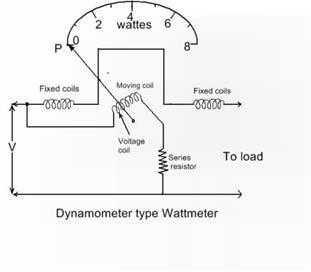 0 2 4 6 8
wattes
P
Fixed coils
Moving coil
Fixed coils
V
Voltage
coil
Series
resistor
To load
Dynamometer type Wattmeter